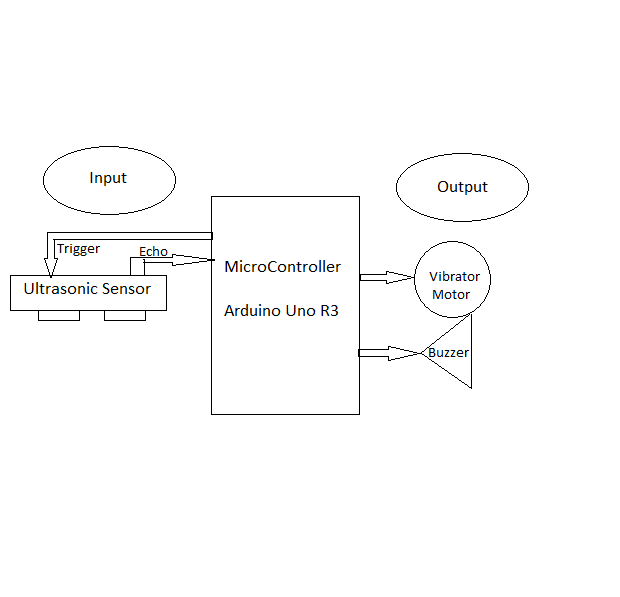 Input
Output
Trigger
Echo
Ultrasonic Sensor
MicroController
Arduino Uno R3
Vibrator
Motor
Buzzer